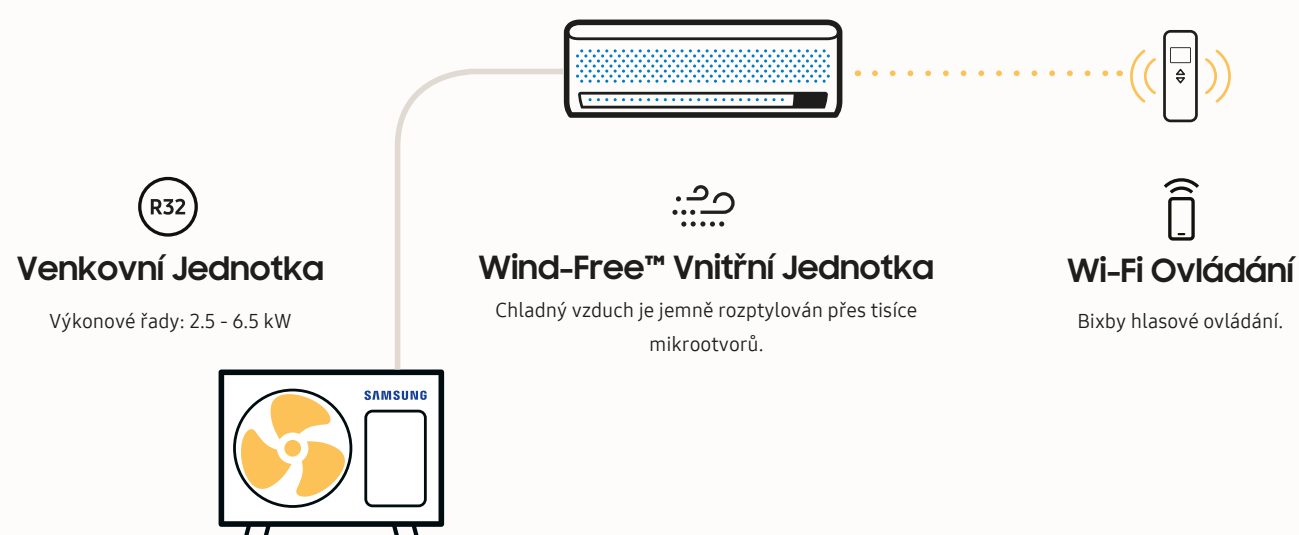 R32
Venkovní Jednotka
Výkonové řady: 2.5 - 6.5 kW
SAMSUNG
Wind-Free™ Vnitřní Jednotka
Chladný vzduch je jemně rozptylován přes tisíce
mikrootvorů.
Wi-Fi Ovládání
Bixby hlasové ovládání.